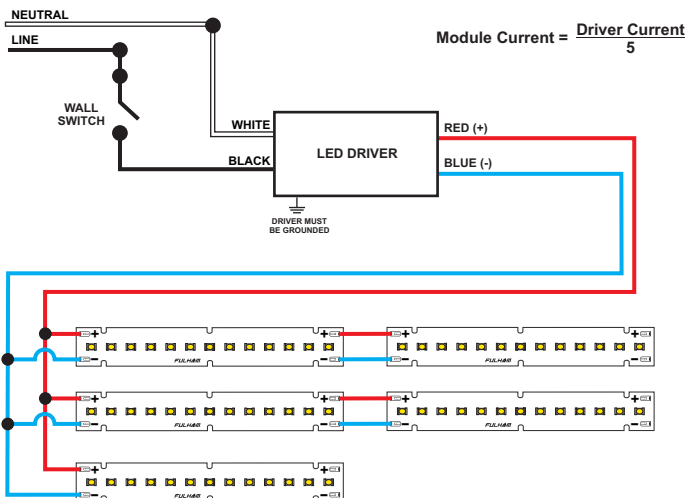 NEUTRAL
LINE
Module Current = Driver Current
5
WALL
SWITCH
WHITE
BLACK
LED DRIVER
RED (+)
BLUE (-)
DRIVER MUST
BE GROUNDED
+ + + +
- - - -
FULHAM FULHAM
+ + + +
- - - -
FULHAM FULHAM
+ +
- -
FULHAM